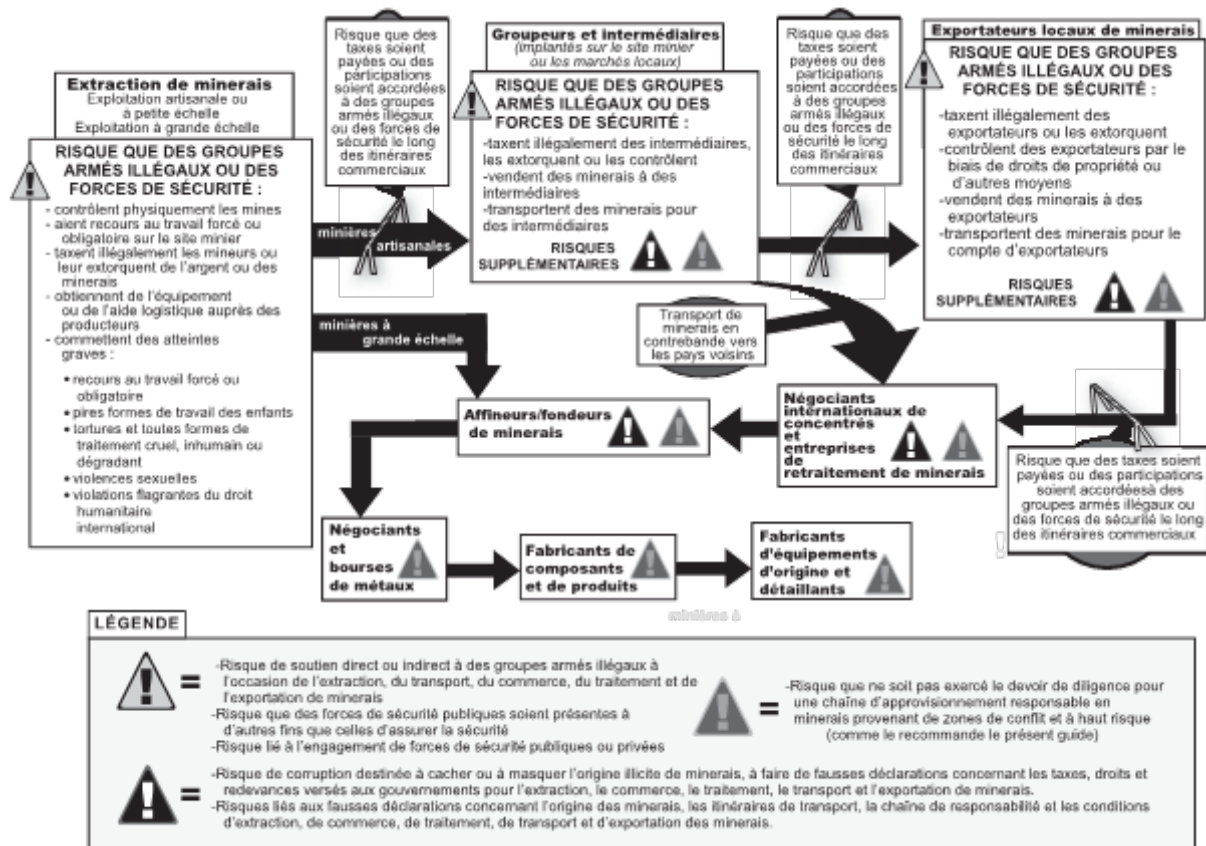 Extraction de minerais
Exploitation artisanale ou
à petite échelle
Exploitation à grande échelle
RISQUE QUE DES GROUPES
ARMÉS ILLÉGAUX OU DES
FORCES DE SÉCURITÉ :
- contrôlent physiquement les mines
- aient recours au travail forcé ou
obligatoire sur le site minier
- taxent illégalement les mineurs ou
leur extorquent de l'argent ou des
minerais
- obtiennent de l'équipement
ou de l'aide logistique auprès des
producteurs
- commettent des atteintes
graves :
• recours au travail forcé ou
obligatoire
• pires formes de travail des enfants
• tortures et toutes formes de
traitement cruel, inhumain ou
dégradant
• violences sexuelles
• violations flagrantes du droit
humanitaire
international
Risque que des
taxes soient
payées ou des
participations
soient accordées
à des groupes
armés illégaux
ou des forces de
sécurité le long
des itinéraires
commerciaux
minières
artisanales
minières à
grande échelle
Groupeurs et intermédiaires
(implantés sur le site minier
ou les marchés locaux)
RISQUE QUE DES GROUPES
ARMÉS ILLÉGAUX OU DES
FORCES DE SÉCURITÉ :
-taxent illégalement des intermédiaires,
les extorquent ou les contrôlent
-vendent des minerais à des
intermédiaires
-transportent des minerais pour
des intermédiaires
RISQUES
SUPPLÉMENTAIRES
Risque que des
taxes soient
payées ou des
participations
soient accordées
à des groupes
armés illégaux
ou des forces de
sécurité le long
des itinéraires
commerciaux
Exportateurs locaux de minerais
RISQUE QUE DES GROUPES
ARMÉS ILLÉGAUX OU DES
FORCES DE SÉCURITÉ :
-taxent illégalement des
exportateurs ou les extorquent
-contrôlent des exportateurs par le
biais de droits de propriété ou
d'autres moyens
-vendent des minerais à des
exportateurs
-transportent des minerais pour le
compte d'exportateurs
RISQUES
SUPPLÉMENTAIRES
Transport de
minerais en
contrebande vers
les pays voisins
Affineurs/fondeurs
de minerais
Négociants
internationaux de
concentrés
et
entreprises
de
retraitement de minerais
Risque que des taxes soient
payées ou des participations
soient accordéesà des
groupes armés illégaux ou
des forces de sécurité le long
des itinéraires commerciaux
Négociants
et
bourses
de métaux
Fabricants de
composants
et de produits
Fabricants
d'équipements
d'origine et
détaillants
minières à
LÉGENDE
= -Risque de soutien direct ou indirect à des groupes armés illégaux à
l'occasion de l'extraction, du transport, du commerce, du traitement et de
l'exportation de minerais
-Risque que des forces de sécurité publiques soient présentes à
d'autres fins que celles d'assurer la sécurité
-Risque lié à l'engagement de forces de sécurité publiques ou privées
= -Risque que ne soit pas exercé le devoir de diligence pour
une chaîne d'approvisionnement responsable en
minerais provenant de zones de conflit et à haut risque
(comme le recommande le présent guide)
= -Risque de corruption destinée à cacher ou à masquer l'origine illicite de minerais, à faire de fausses déclarations concernant les taxes, droits et
redevances versés aux gouvernements pour l'extraction, le commerce, le traitement, le transport et l'exportation de minerais.
-Risques liés aux fausses déclarations concernant l'origine des minerais, les itinéraires de transport, la chaîne de responsabilité et les conditions
d'extraction, de commerce, de traitement, de transport et d'exportation des minerais.